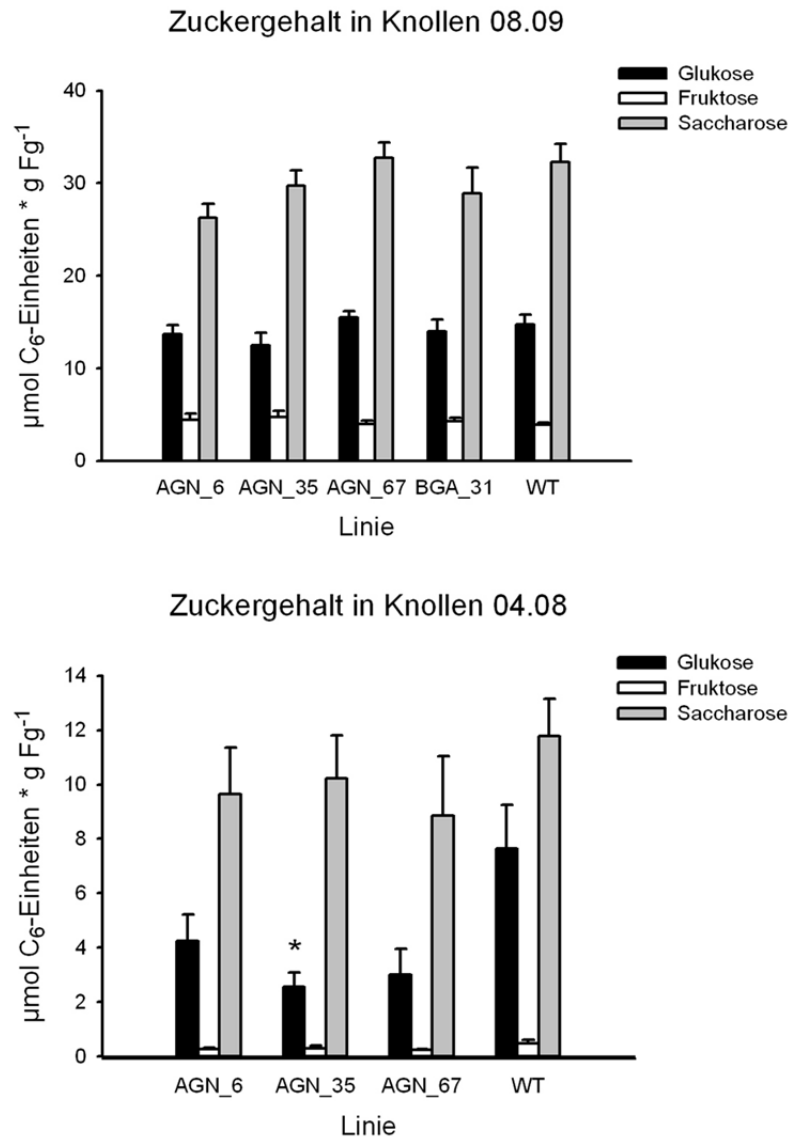 Zuckergehalt in Knollen 08.09
Glukose
Fruktose
Saccharose
µmol C6-Einheiten * g Fg-1
40
30
20
10
0
AGN_6 AGN_35 AGN_67 BGA_31 WT
Linie
Zuckergehalt in Knollen 04.08
Glukose
Fruktose
Saccharose
µmol C6-Einheiten * g Fg-1
14
12
10
8
6
4
2
0
*
AGN_6 AGN_35 AGN_67 WT
Linie